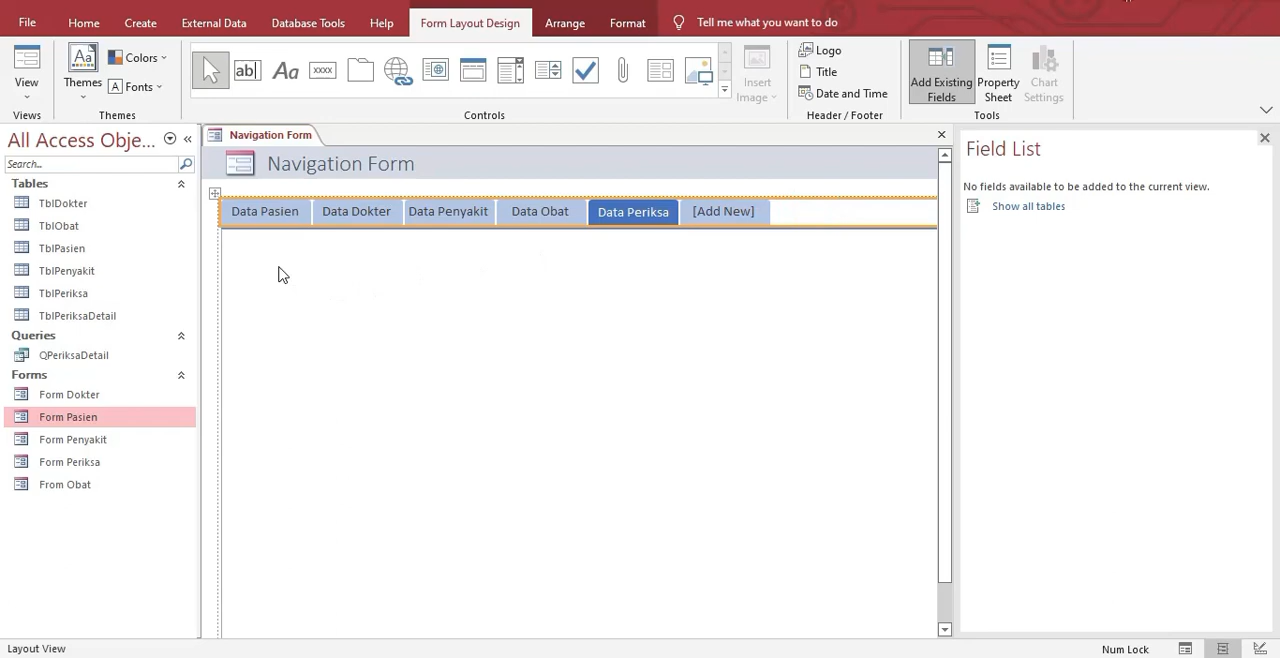 File
Home
Create
External Data
Database Tools
Help
Form Layout Design
Arrange
Format
Tell me what you want to do
View
Views
Themes
Colors
Fonts
Themes
ab
Aa
xxxx
Controls
Insert
Image
Logo
Title
Date and Time
Header / Footer
Add Existing
Fields
Property
Sheet
Chart
Settings
Tools
All Access Obje...
Search...
Tables
TblDokter
TblObat
TblPasien
TblPenyakit
TblPeriksa
TblPeriksaDetail
Queries
QPeriksaDetail
Forms
Form Dokter
Form Pasien
Form Penyakit
Form Periksa
From Obat
Navigation Form
Navigation Form
Data Pasien
Data Dokter
Data Penyakit
Data Obat
Data Periksa
[Add New]
Field List
No fields available to be added to the current view.
Show all tables
Layout View
Num Lock